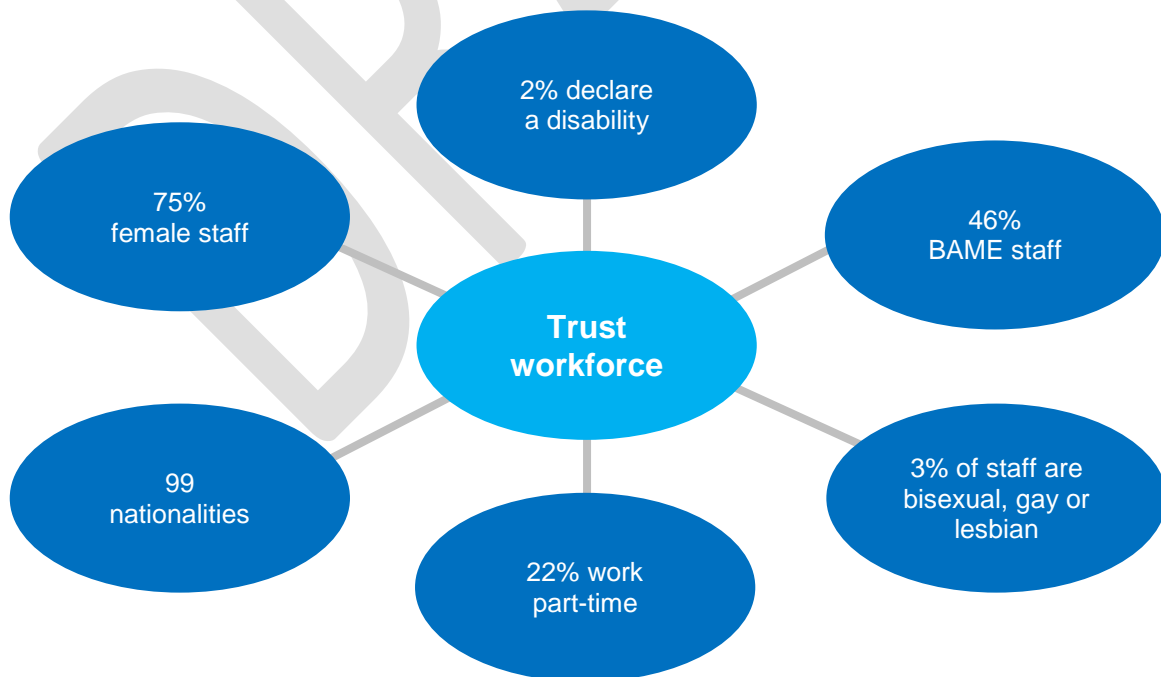 2% declare
a disability
75%
female staff
46%
BAME staff
Trust
workforce
99
nationalities
3% of staff are
bisexual, gay or
lesbian
22% work
part-time